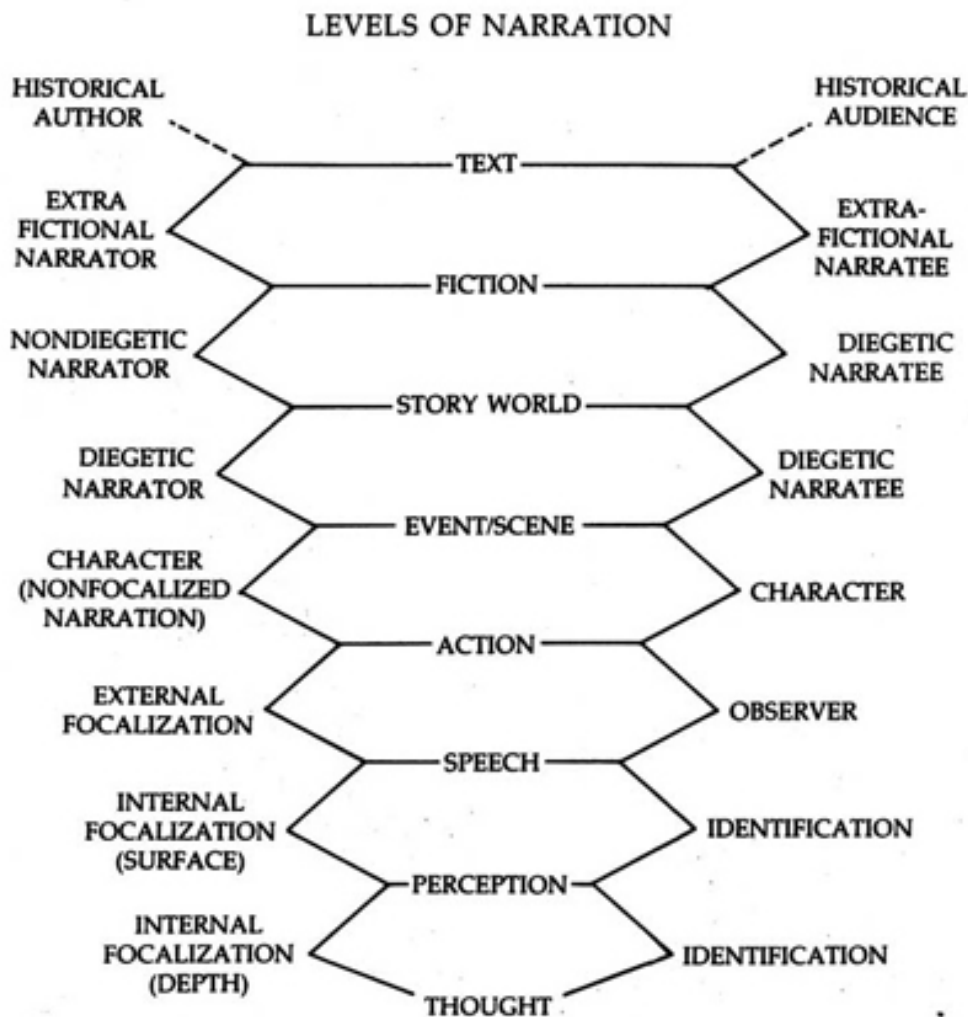 LEVELS OF NARRATION
HISTORICAL
AUTHOR
HISTORICAL
AUDIENCE
TEXT
EXTRA
FICTIONAL
NARRATOR
EXTRA-
FICTIONAL
NARRATEE
FICTION
NONDIEGETIC
NARRATOR
DIEGETIC
NARRATEE
STORY WORLD
DIEGETIC
NARRATOR
DIEGETIC
NARRATEE
EVENT/SCENE
CHARACTER
(NONFOCALIZED
NARRATION)
CHARACTER
ACTION
EXTERNAL
FOCALIZATION
OBSERVER
SPEECH
INTERNAL
FOCALIZATION
(SURFACE)
IDENTIFICATION
PERCEPTION
INTERNAL
FOCALIZATION
(DEPTH)
IDENTIFICATION
THOUGHT